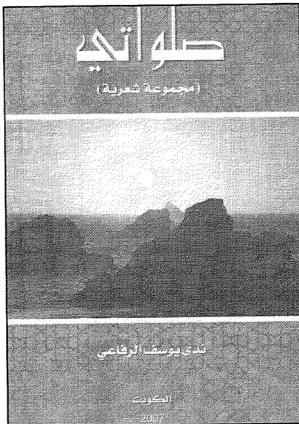 صلواتي
(مجموعة شعرية)
ندى يوسف الرفاعي
الكويت
2007